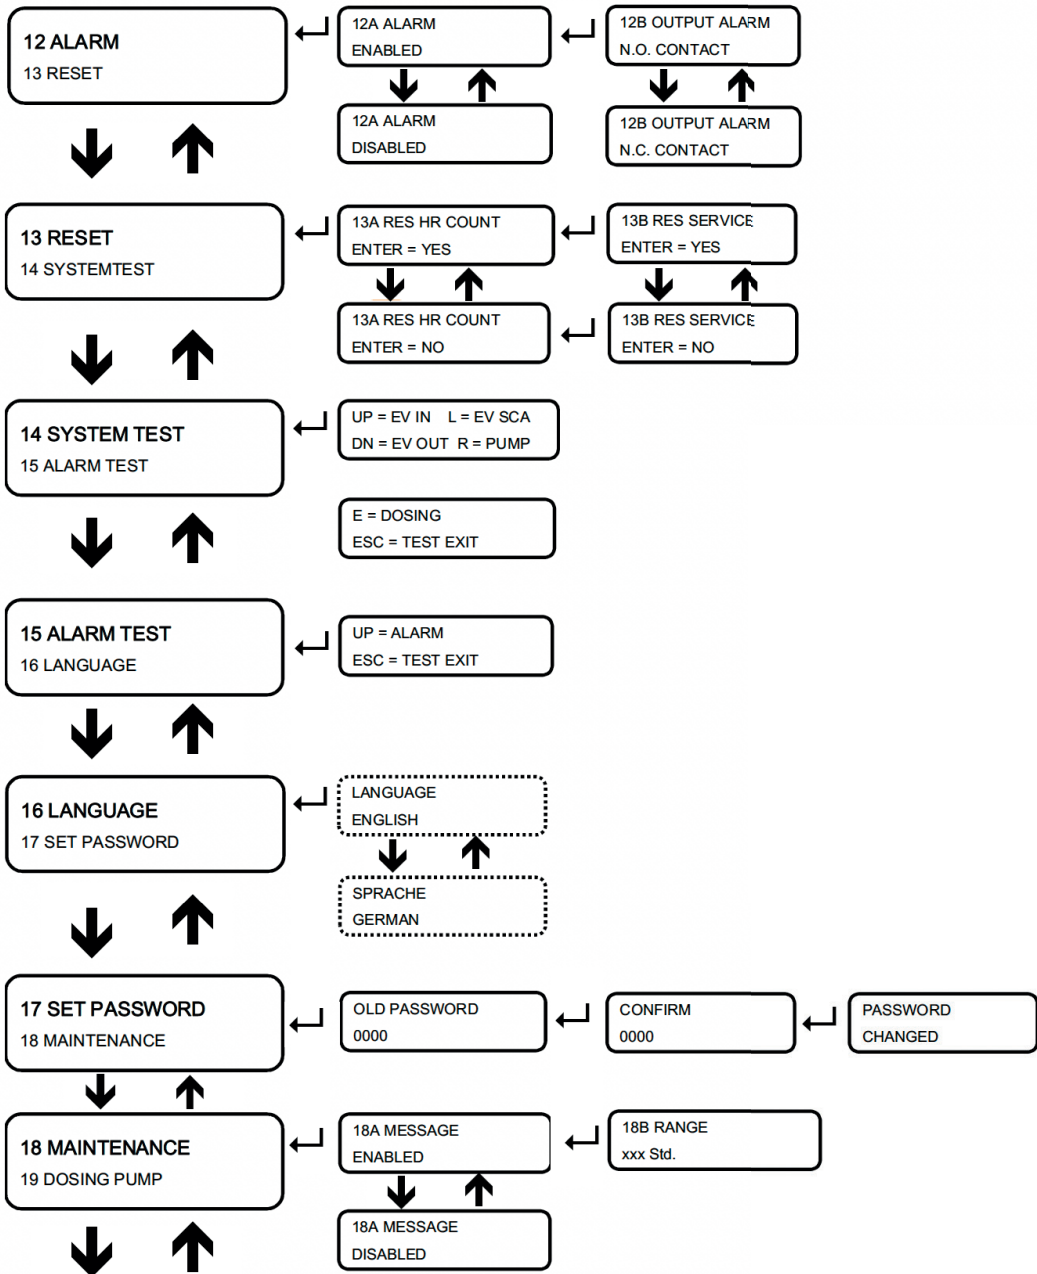 12 ALARM
13 RESET
12A ALARM
ENABLED
12B OUTPUT ALARM
N.O. CONTACT
12A ALARM
DISABLED
12B OUTPUT ALARM
N.C. CONTACT
13 RESET
14 SYSTEMTEST
13A RES HR COUNT
ENTER = YES
13B RES SERVICE
ENTER = YES
13A RES HR COUNT
ENTER = NO
13B RES SERVICE
ENTER = NO
14 SYSTEM TEST
15 ALARM TEST
UP = EV IN L = EV SCA
DN = EV OUT R = PUMP
E = DOSING
ESC = TEST EXIT
15 ALARM TEST
16 LANGUAGE
UP = ALARM
ESC = TEST EXIT
16 LANGUAGE
17 SET PASSWORD
LANGUAGE
ENGLISH
SPRACHE
GERMAN
17 SET PASSWORD
18 MAINTENANCE
OLD PASSWORD
0000
CONFIRM
0000
PASSWORD
CHANGED
18 MAINTENANCE
19 DOSING PUMP
18A MESSAGE
ENABLED
18B RANGE
xxx Std.
18A MESSAGE
DISABLED